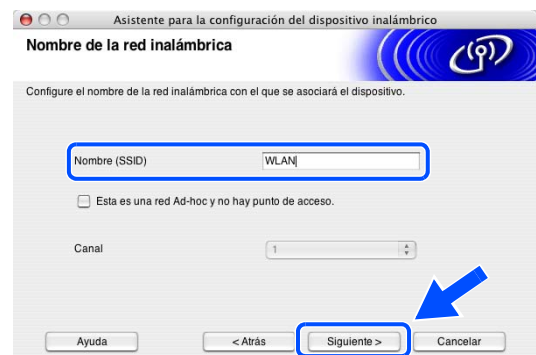 Asistente para la configuración del dispositivo inalámbrico
Nombre de la red inalámbrica
Configure el nombre de la red inalámbrica con el que se asociará el dispositivo.
Nombre (SSID) WLAN
Esta es una red Ad-hoc y no hay punto de acceso.
Canal 1
Ayuda < Atrás Siguiente > Cancelar